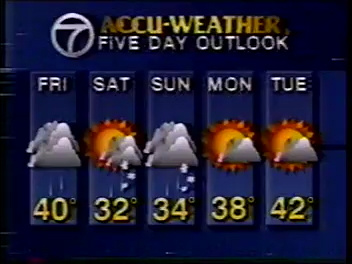 7 ACCU-WEATHER
FIVE DAY OUTLOOK
FRI SAT SUN MON TUE
40° 32° 34° 38° 42°